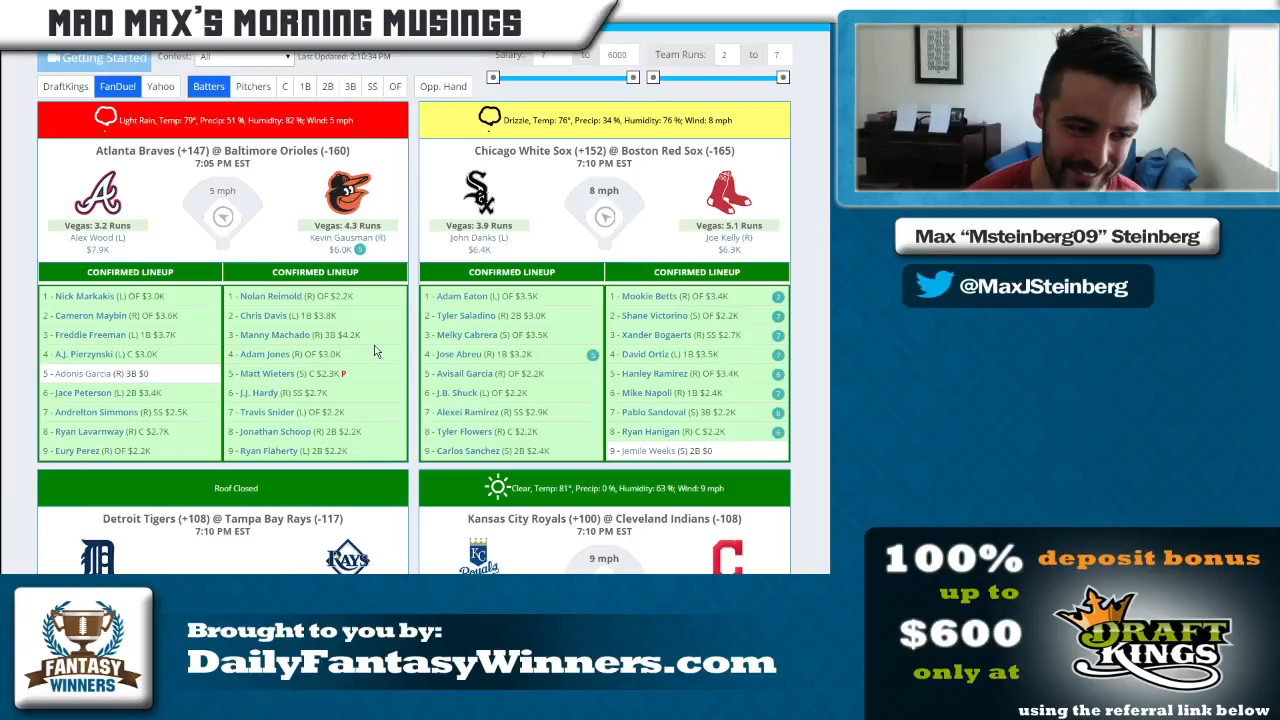 MAD MAX'S MORNING MUSINGS
Getting Started Contest: All Last Updated: 2:10:34 PM Salary: 7 to 6000 Team Runs: 2 to 7
DraftKings FanDuel Yahoo Batters Pitchers C 1B 2B 3B SS OF Opp. Hand
Light Rain, Temp: 79°, Precip: 51 %, Humidity: 82 %; Wind: 5 mph
Atlanta Braves (+147) @ Baltimore Orioles (-160)
7:05 PM EST
5 mph
Vegas: 3.2 Runs
Alex Wood (L)
$7.9K
Vegas: 4.3 Runs
Kevin Gausman (R)
$6.0K 9
CONFIRMED LINEUP
1 - Nick Markakis (L) OF $3.0K
2 - Cameron Maybin (R) OF $3.6K
3 - Freddie Freeman (L) 1B $3.7K
4 - A.J. Pierzynski (L) C $3.0K
5 - Adonis Garcia (R) 3B $0
6 - Jace Peterson (L) 2B $3.4K
7 - Andrelton Simmons (R) SS $2.5K
8 - Ryan Lavarnway (R) C $2.7K
9 - Eury Perez (R) OF $2.2K
CONFIRMED LINEUP
1 - Nolan Reimold (R) OF $2.2K
2 - Chris Davis (L) 1B $3.8K
3 - Manny Machado (R) 3B $4.2K
4 - Adam Jones (R) OF $3.0K
5 - Matt Wieters (S) C $2.3K P
6 - J.J. Hardy (R) SS $2.7K
7 - Travis Snider (L) OF $2.2K
8 - Jonathan Schoop (R) 2B $2.2K
9 - Ryan Flaherty (L) 2B $2.2K
Drizzle, Temp: 76°, Precip: 34 %, Humidity: 76 %; Wind: 8 mph
Chicago White Sox (+152) @ Boston Red Sox (-165)
7:10 PM EST
8 mph
Vegas: 3.9 Runs
John Danks (L)
$6.4K
Vegas: 5.1 Runs
Joe Kelly (R)
$6.3K
CONFIRMED LINEUP
1 - Adam Eaton (L) OF $3.5K
2 - Tyler Saladino (R) 2B $3.0K
3 - Melky Cabrera (S) OF $3.5K
4 - Jose Abreu (R) 1B $3.2K 5
5 - Avisail Garcia (R) OF $2.2K
6 - J.B. Shuck (L) OF $2.2K
7 - Alexei Ramirez (R) SS $2.9K
8 - Tyler Flowers (R) C $2.2K
9 - Carlos Sanchez (S) 2B $2.4K
CONFIRMED LINEUP
1 - Mookie Betts (R) OF $3.4K 7
2 - Shane Victorino (S) OF $2.2K 7
3 - Xander Bogaerts (R) SS $2.7K 7
4 - David Ortiz (L) 1B $3.5K 7
5 - Hanley Ramirez (R) OF $3.4K 6
6 - Mike Napoli (R) 1B $2.4K 7
7 - Pablo Sandoval (S) 3B $2.2K 6
8 - Ryan Hanigan (R) C $2.2K 6
9 - Jemile Weeks (S) 2B $0
Roof Closed
Detroit Tigers (+108) @ Tampa Bay Rays (-117)
7:10 PM EST
RAYS
Clear, Temp: 81°, Precip: 0 %, Humidity: 63 %; Wind: 9 mph
Kansas City Royals (+100) @ Cleveland Indians (-108)
7:10 PM EST
9 mph
KC
Royals
Max “Msteinberg09” Steinberg
@MaxJSteinberg
FANTASY
WINNERS
Brought to you by:
DailyFantasyWinners.com
100% deposit bonus
up to
$600
only at
DRAFT
KINGS
using the referral link below